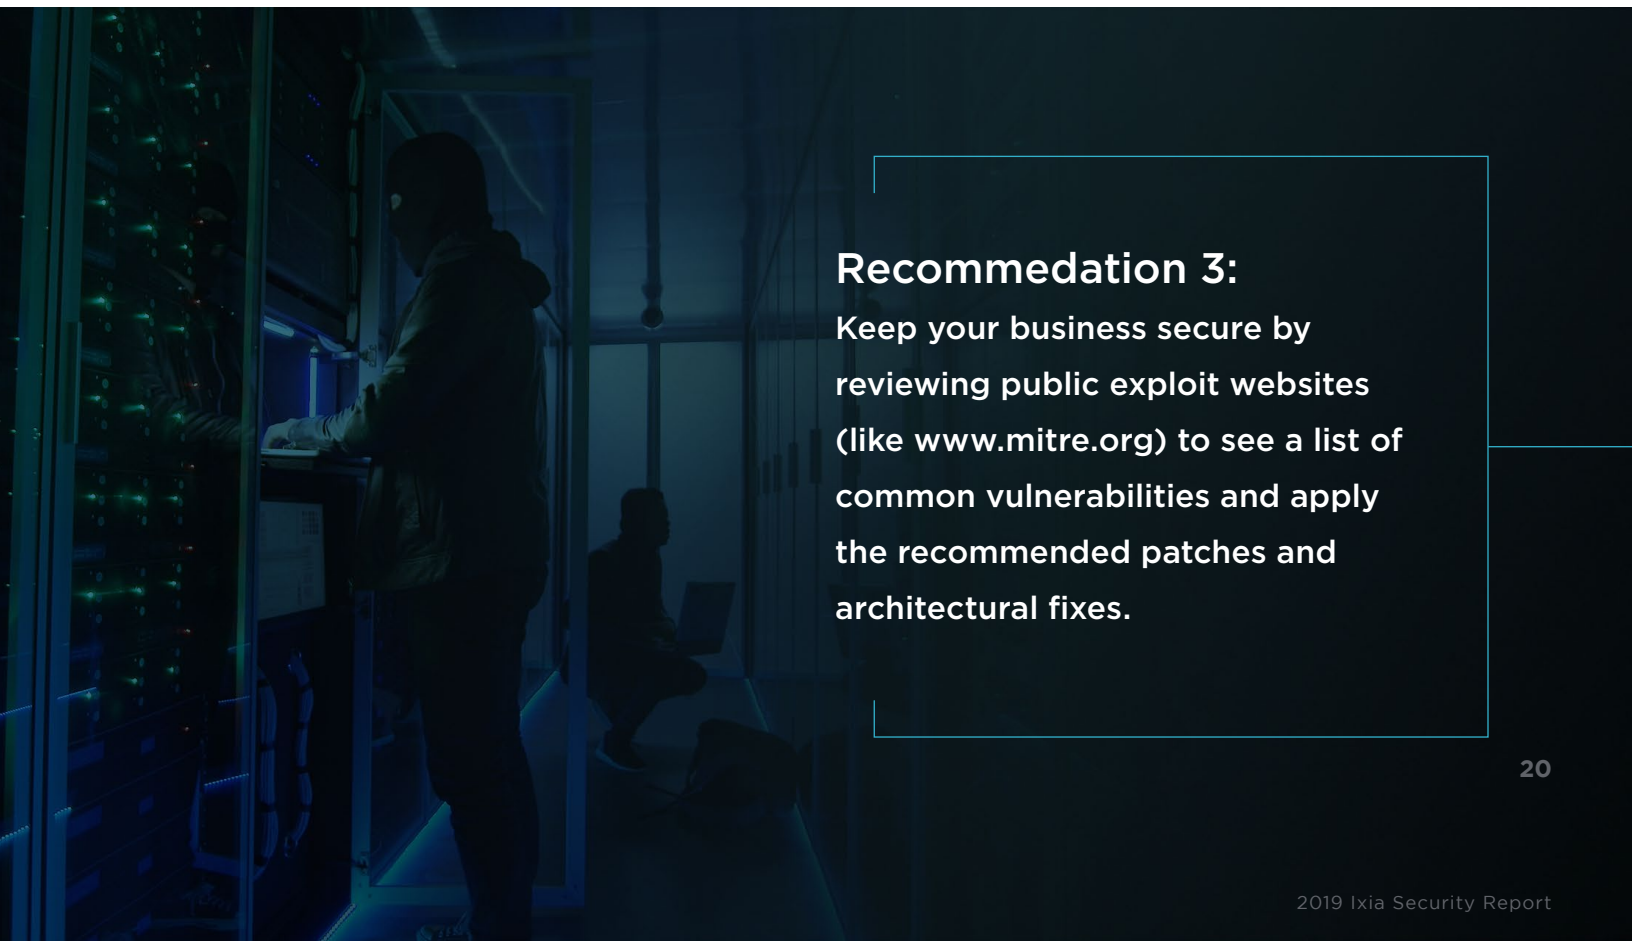 Recommedation 3:
Keep your business secure by
reviewing public exploit websites
(like www.mitre.org) to see a list of
common vulnerabilities and apply
the recommended patches and
architectural fixes.
20
2019 Ixia Security Report